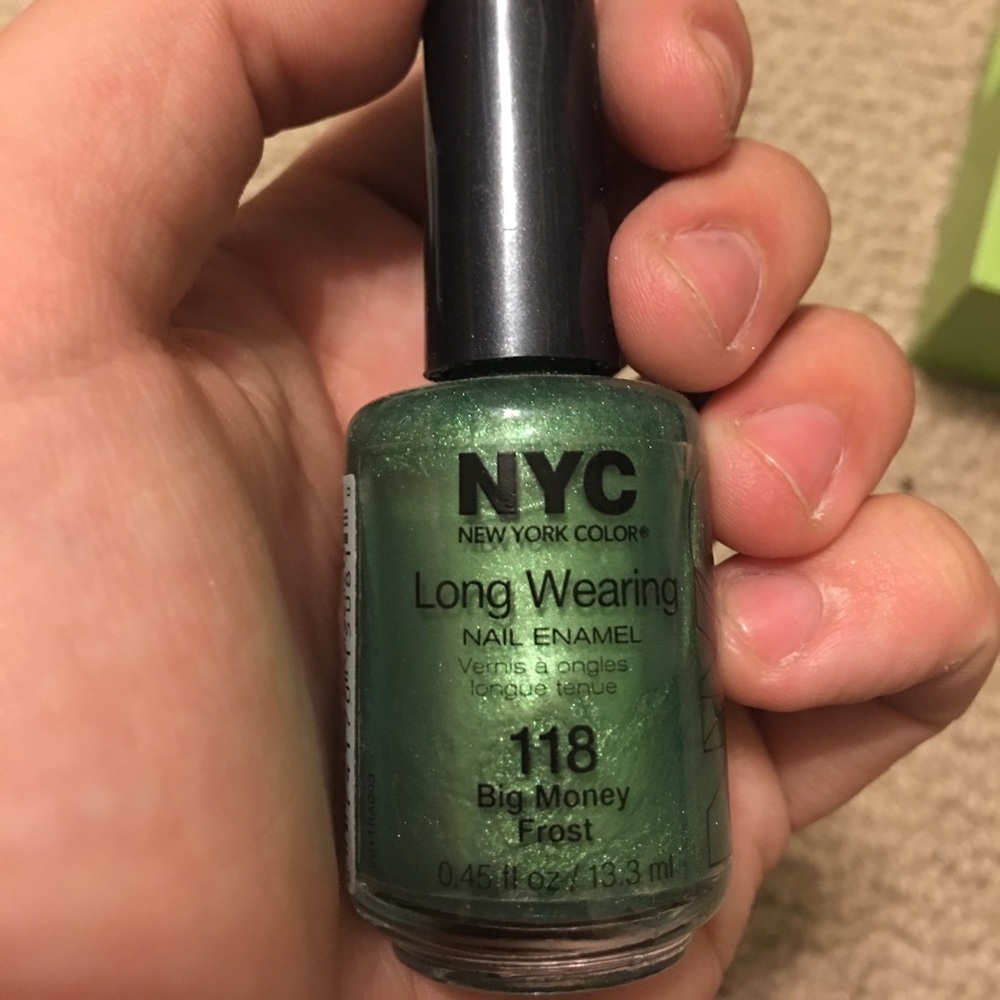 NYC
NEW YORK COLOR®
Long Wearing
NAIL ENAMEL
Vernis à ongles
longue tenue
118
Big Money
Frost
0.45 fl oz / 13.3 ml